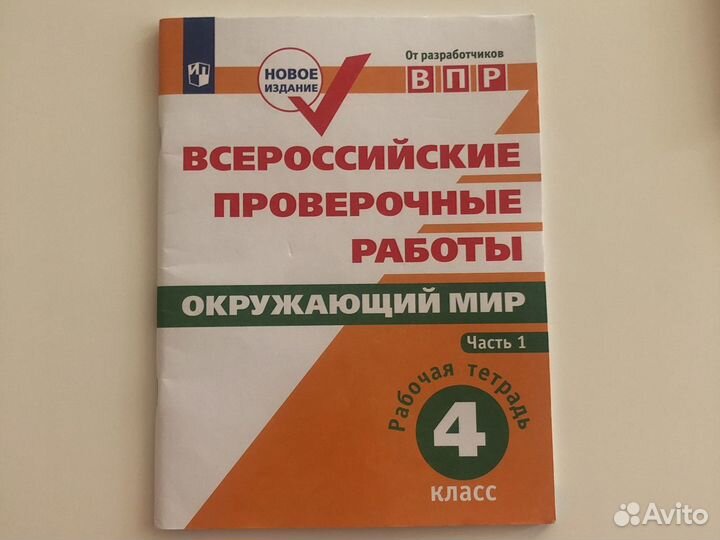 От разработчиков
ВПР
НОВОЕ
ИЗДАНИЕ
ВСЕРОССИЙСКИЕ
ПРОВЕРОЧНЫЕ
РАБОТЫ
ОКРУЖАЮЩИЙ МИР
Часть 1
Рабочая тетрадь
4
класс
Avito